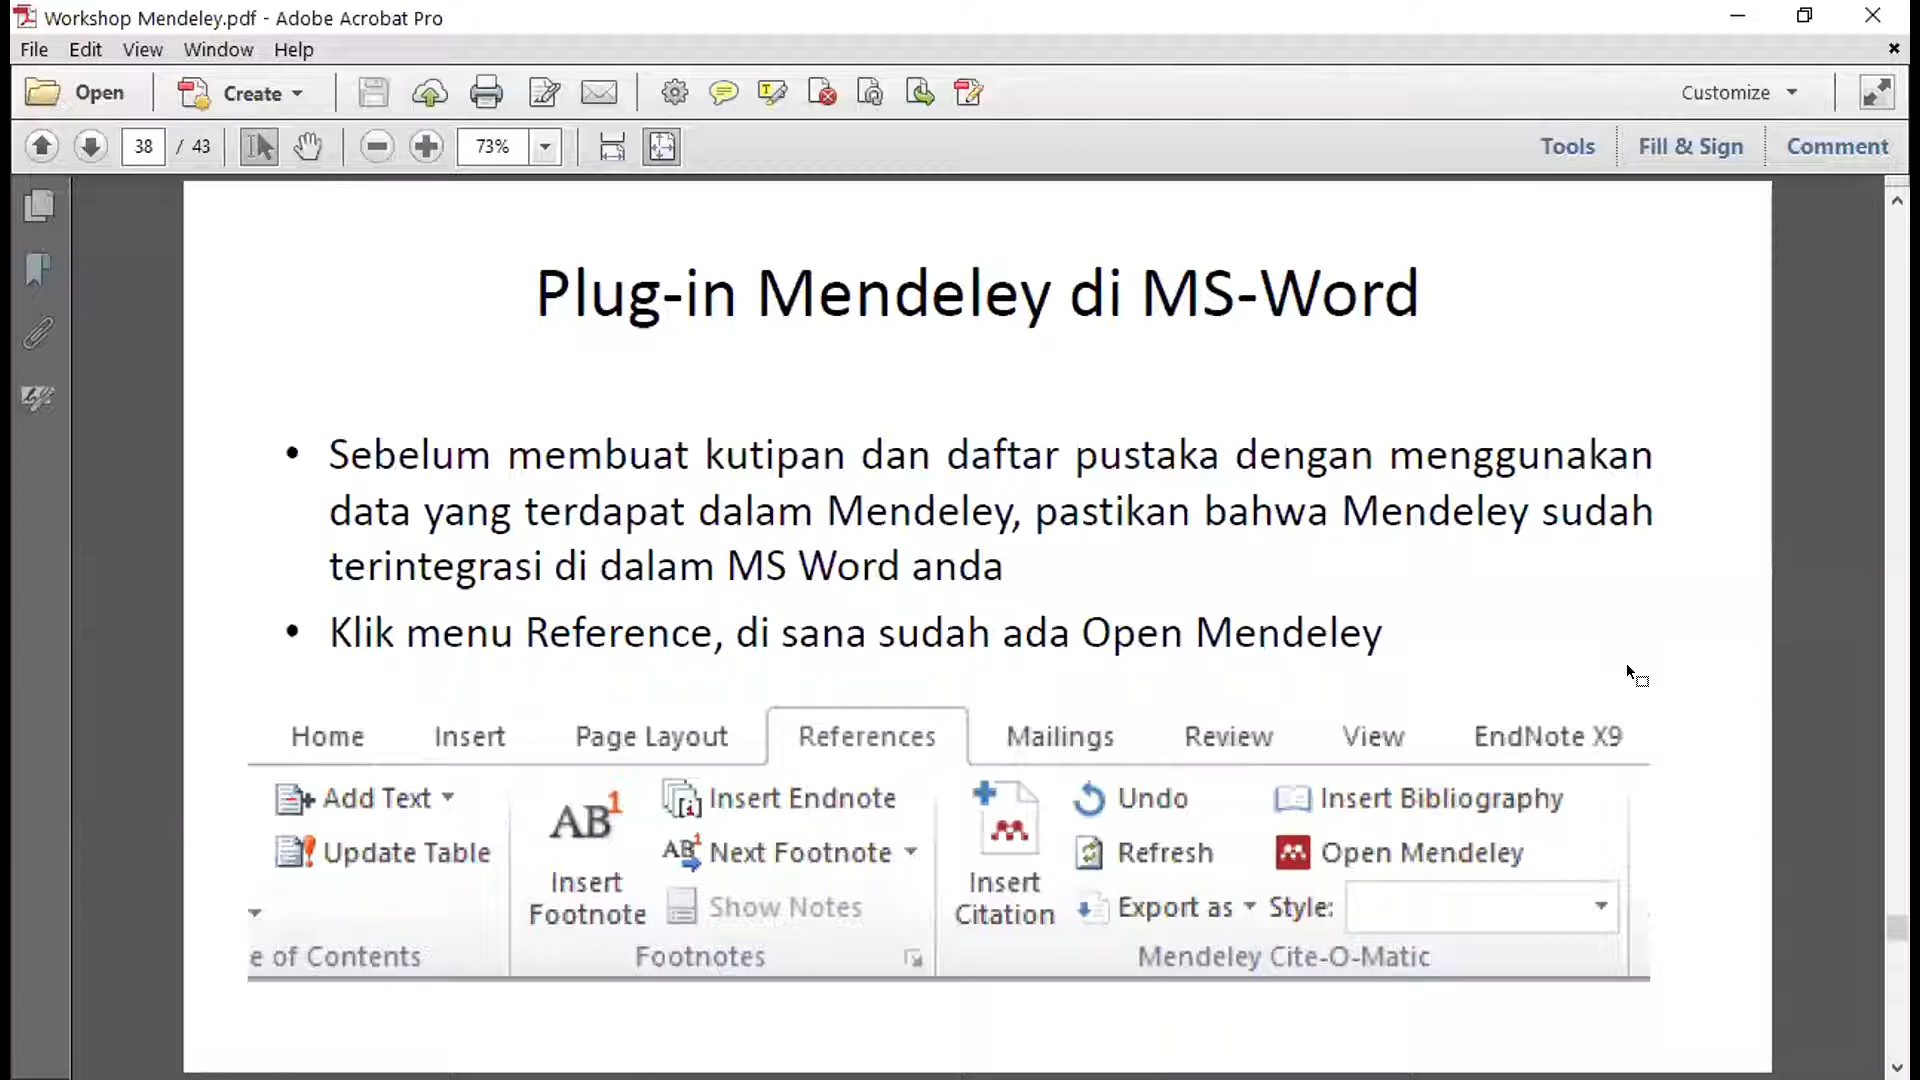 Workshop Mendeley.pdf - Adobe Acrobat Pro
File Edit View Window Help
Open Create Customize
38 / 43 73% Tools Fill & Sign Comment
Plug-in Mendeley di MS-Word
• Sebelum membuat kutipan dan daftar pustaka dengan menggunakan
data yang terdapat dalam Mendeley, pastikan bahwa Mendeley sudah
terintegrasi di dalam MS Word anda
• Klik menu Reference, di sana sudah ada Open Mendeley
Home Insert Page Layout References Mailings Review View EndNote X9
Add Text AB1 Insert Endnote Undo Insert Bibliography
Update Table AB1 Next Footnote Refresh Open Mendeley
Insert Insert
Footnote Show Notes Citation Export as Style:
e of Contents Footnotes Mendeley Cite-O-Matic